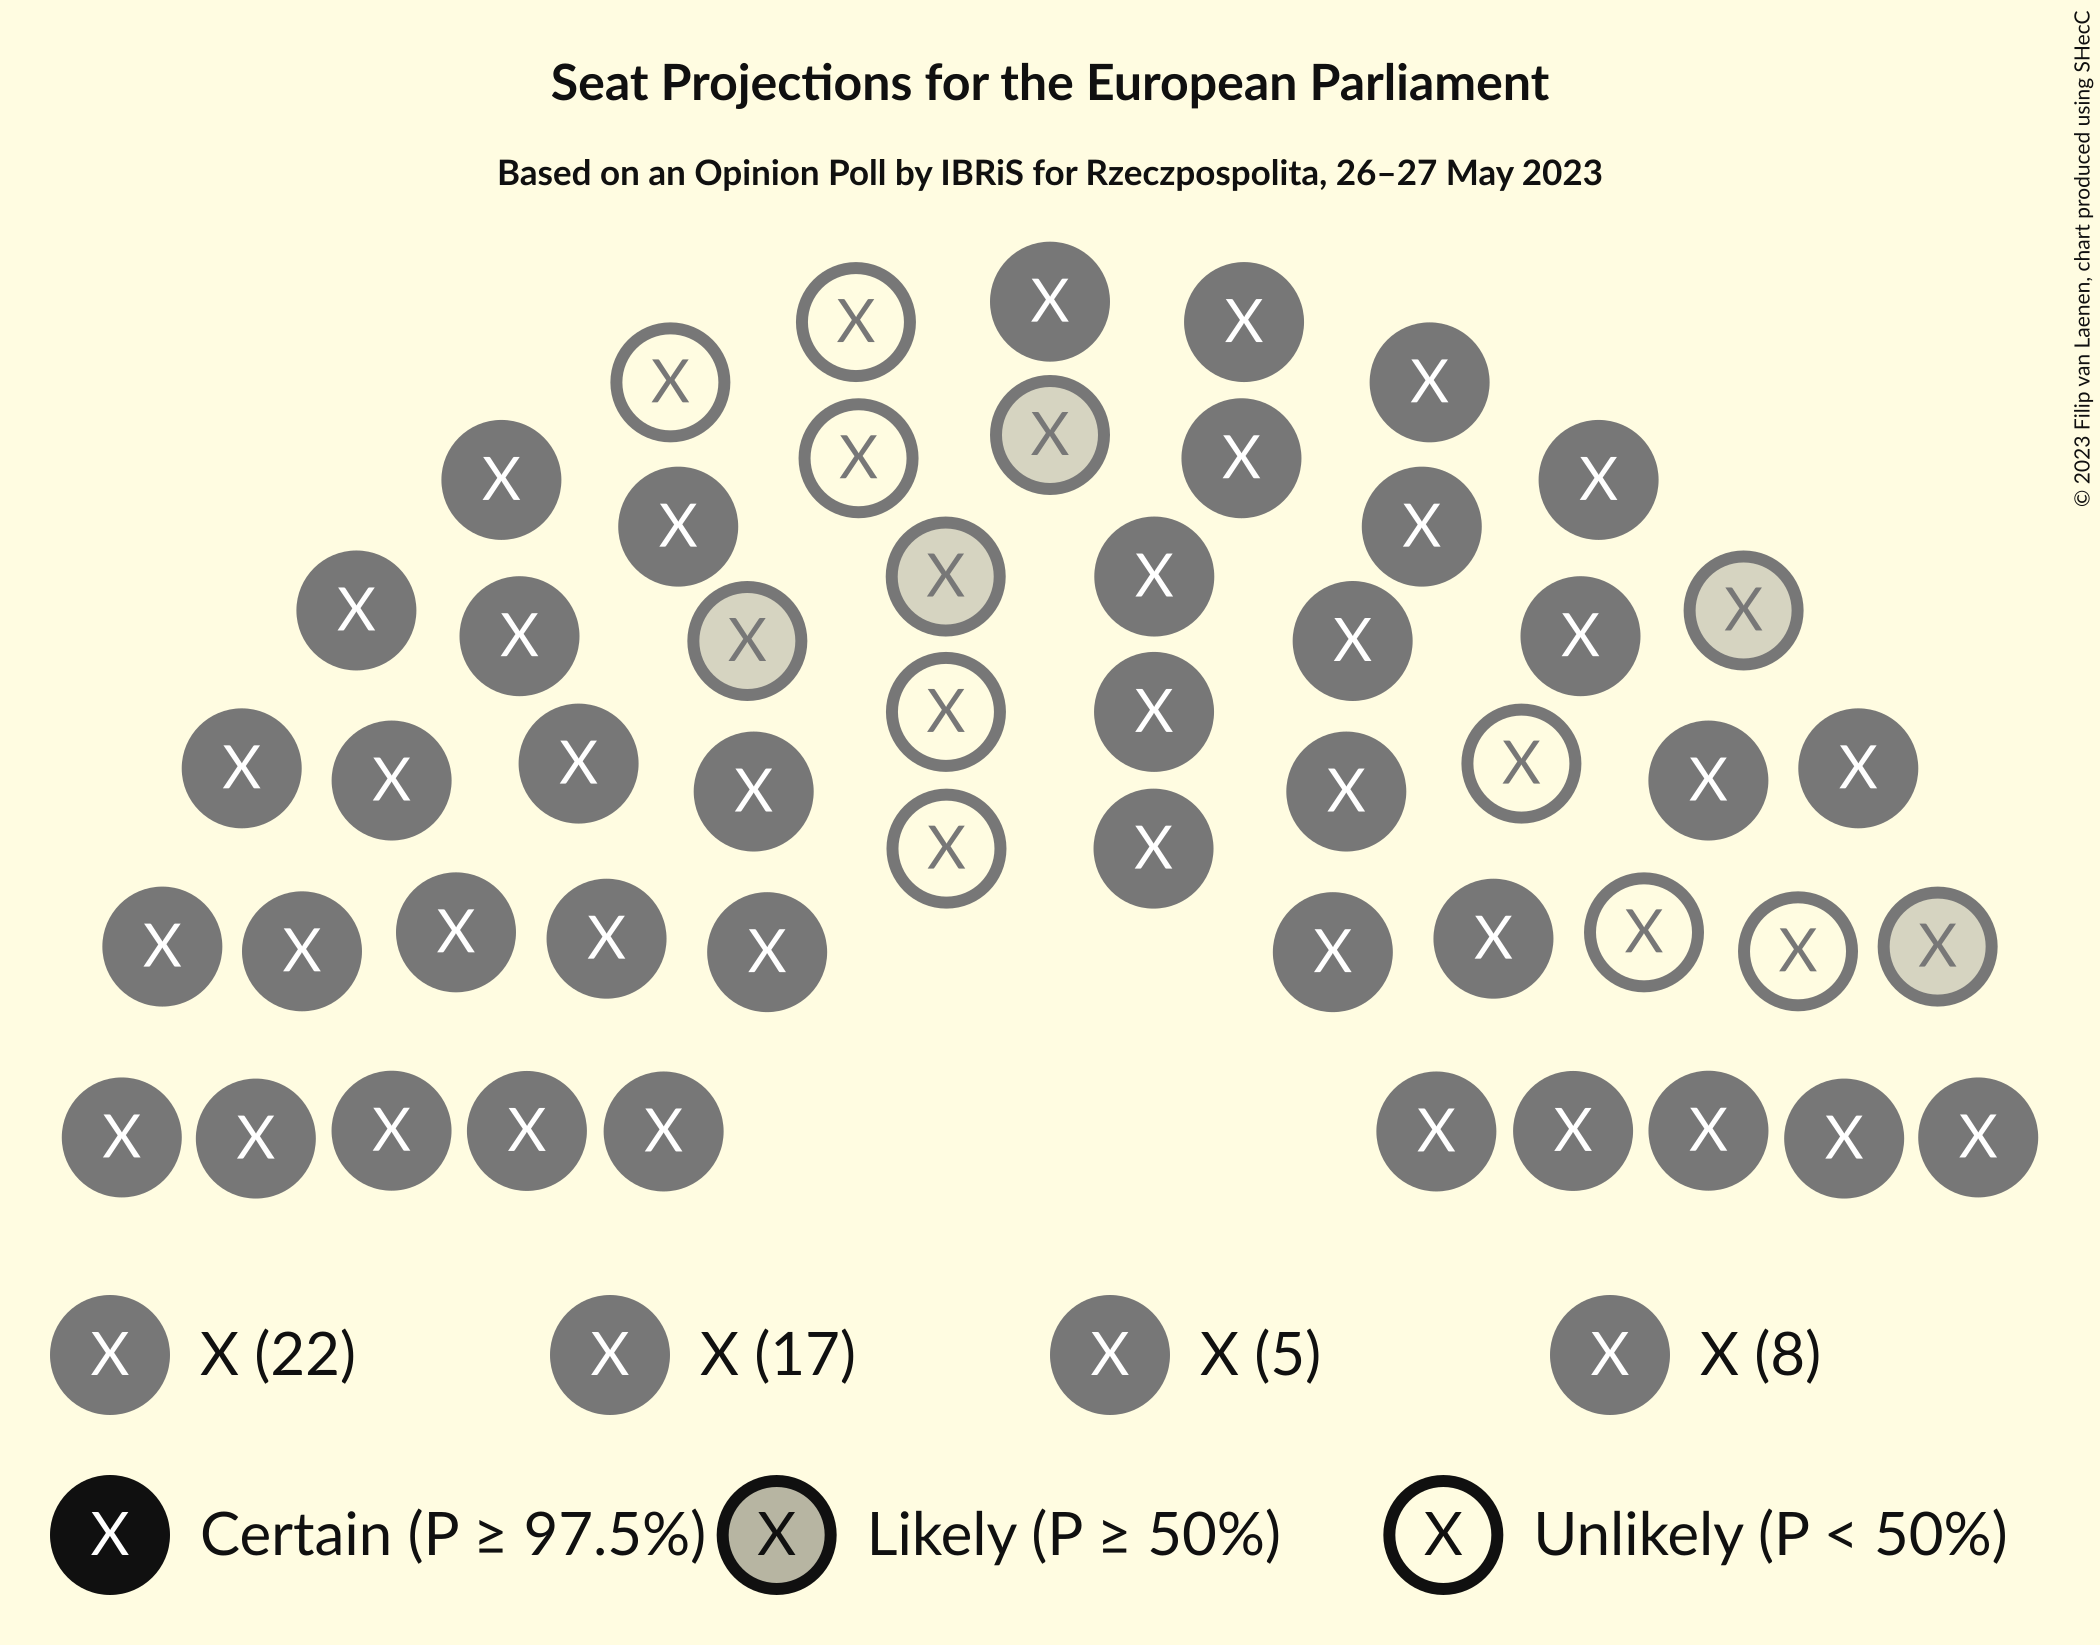 Seat Projections for the European Parliament
Based on an Opinion Poll by IBRiS for Rzeczpospolita, 26–27 May 2023
© 2023 Filip van Laenen, chart produced using SHecC
X
X X
X X
X
X X
X X
X X
X X
X X X X X X
X X
X X X X X X X X
X X
X X X X X X X X X X
X X X X X X X X X X
X X (22) X X (17) X X (5) X X (8)
X Certain (P ≥ 97.5%) X Likely (P ≥ 50%) X Unlikely (P < 50%)